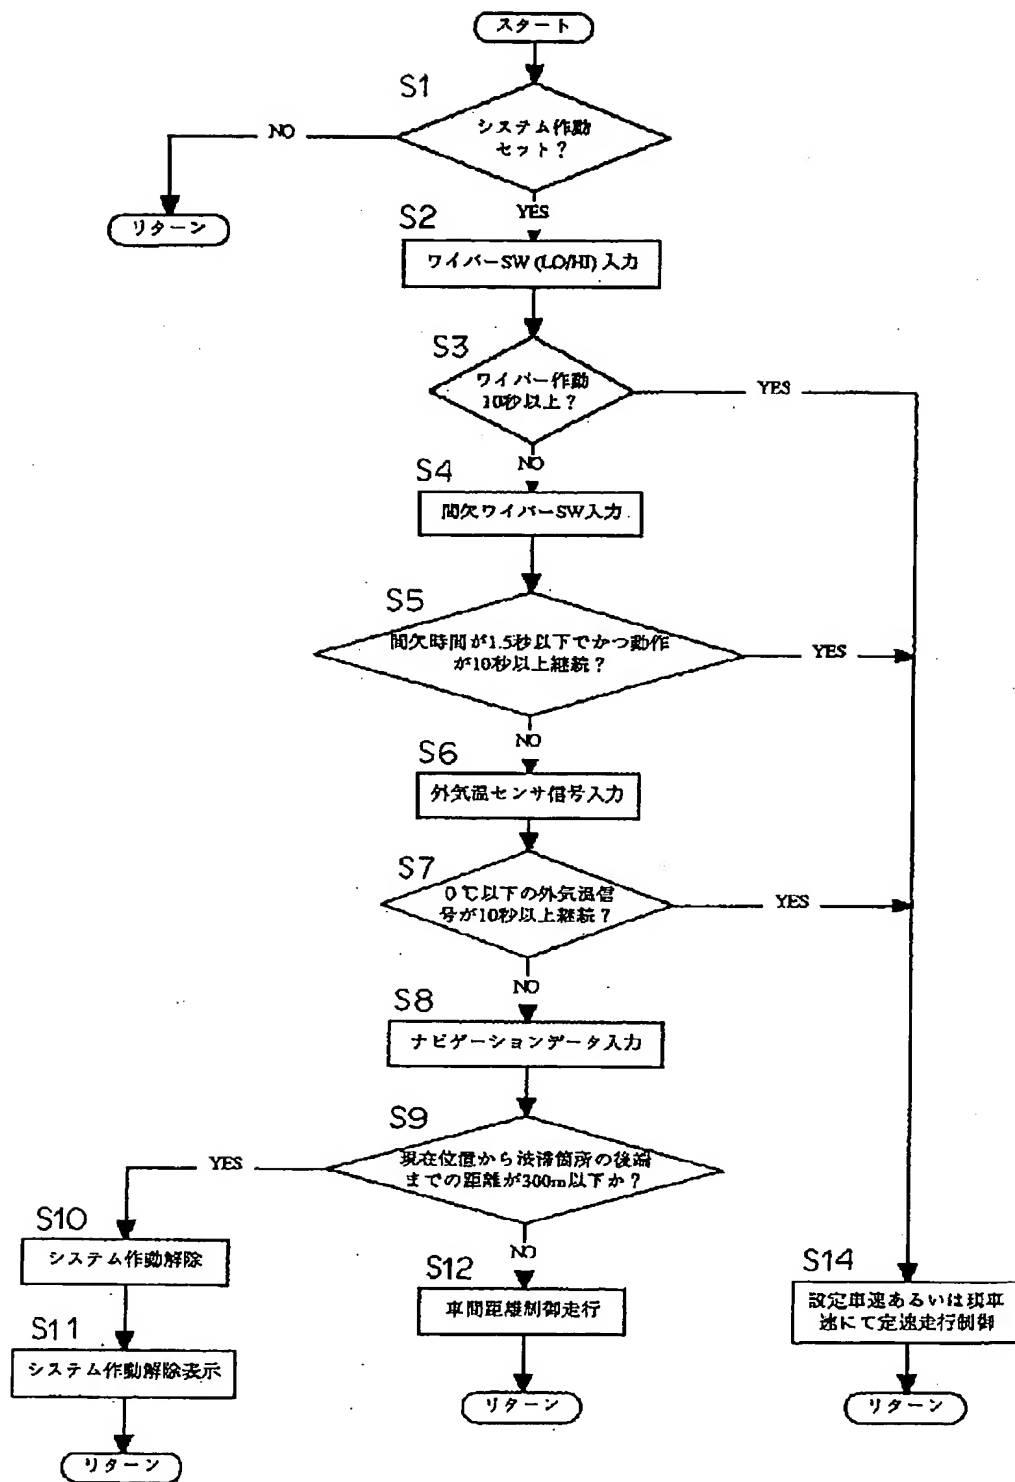 スタート
S1
システム作動
セット？
NO
リターン
YES
S2
ワイパーSW(LO/HI)入力
S3
ワイパー作動
10秒以上？
YES
NO
S4
間欠ワイパーSW入力
S5
間欠時間が1.5秒以下でかつ動作
が10秒以上継続？
YES
NO
S6
外気温センサ信号入力
S7
0℃以下の外気温信
号が10秒以上継続？
YES
NO
S8
ナビゲーションデータ入力
S9
現在位置から渋滞箇所の後端
までの距離が300m以下か？
YES
NO
S10
システム作動解除
S11
システム作動解除表示
リターン
S12
車間距離制御走行
リターン
S14
設定車速あるいは現車
速にて定速走行制御
リターン